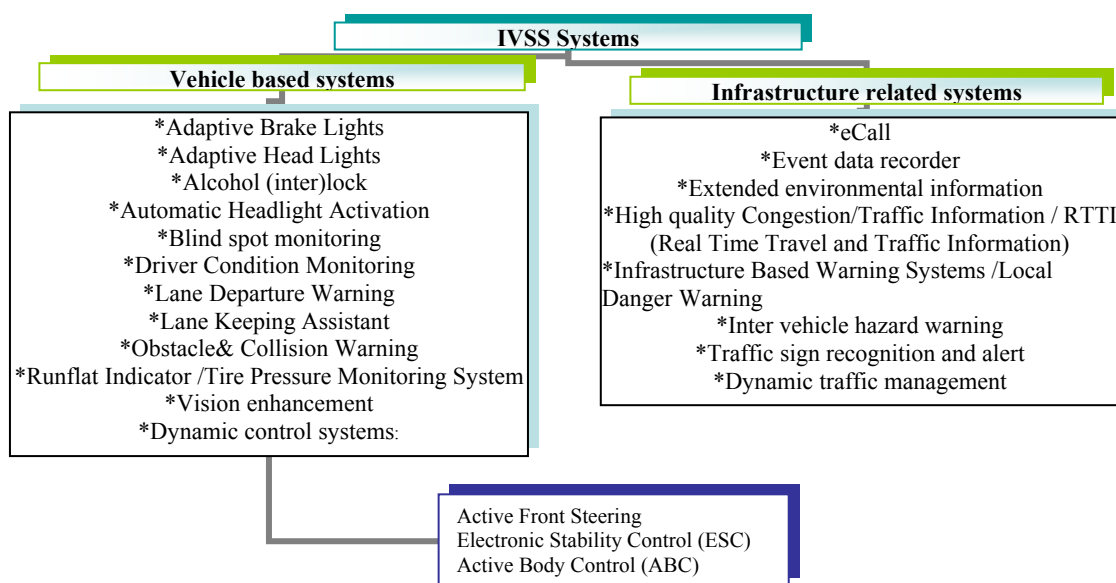 IVSS Systems
Vehicle based systems
*Adaptive Brake Lights
*Adaptive Head Lights
*Alcohol (inter)lock
*Automatic Headlight Activation
*Blind spot monitoring
*Driver Condition Monitoring
*Lane Departure Warning
*Lane Keeping Assistant
*Obstacle& Collision Warning
*Runflat Indicator /Tire Pressure Monitoring System
*Vision enhancement
*Dynamic control systems:
Infrastructure related systems
*eCall
*Event data recorder
*Extended environmental information
*High quality Congestion/Traffic Information / RTTI
(Real Time Travel and Traffic Information)
*Infrastructure Based Warning Systems /Local
Danger Warning
*Inter vehicle hazard warning
*Traffic sign recognition and alert
*Dynamic traffic management
Active Front Steering
Electronic Stability Control (ESC)
Active Body Control (ABC)